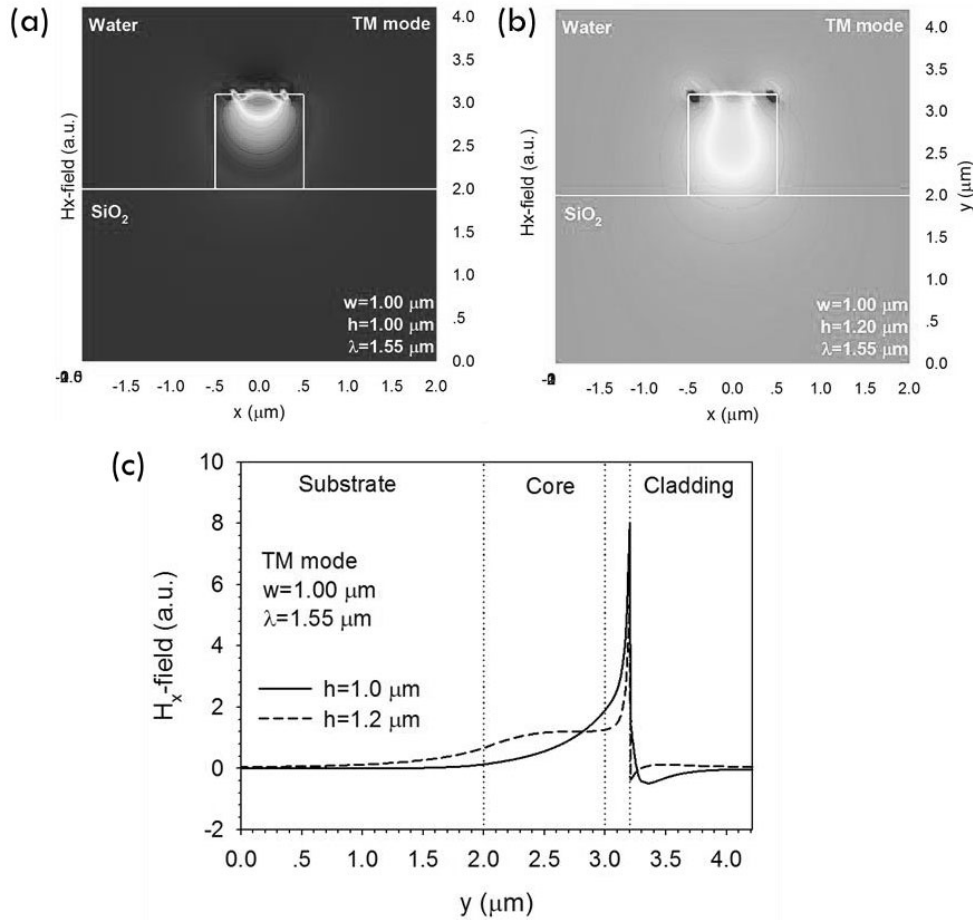 (a)
Water TM mode
4.0
3.5
3.0
2.5
2.0
1.5
1.0
.5
0.0
Hx-field (a.u.)
SiO2
w=1.00 μm
h=1.00 μm
λ=1.55 μm
-1.5 -1.0 -.5 0.0 .5 1.0 1.5 2.0
x (μm)
(b)
Water TM mode
4.0
3.5
3.0
2.5
2.0
1.5
1.0
.5
0.0
Hx-field (a.u.)
y (μm)
SiO2
w=1.00 μm
h=1.20 μm
λ=1.55 μm
-1.5 -1.0 -.5 0.0 .5 1.0 1.5 2.0
x (μm)
(c)
10
8
6
4
2
0
-2
Hx-field (a.u.)
Substrate Core Cladding
TM mode
w=1.00 μm
λ=1.55 μm
h=1.0 μm
h=1.2 μm
0.0 0.5 1.0 1.5 2.0 2.5 3.0 3.5 4.0
y (μm)